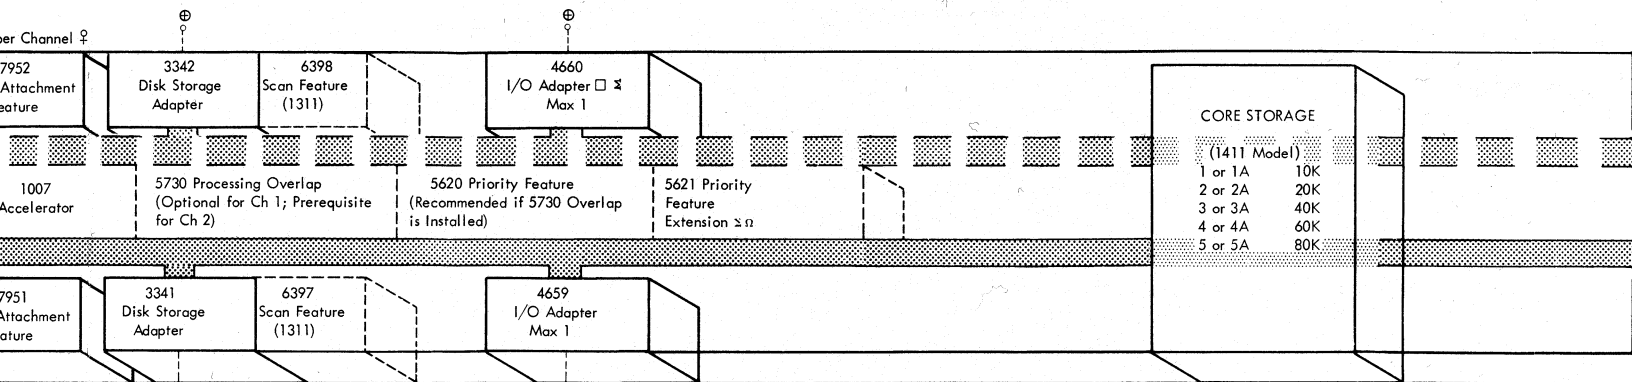 per Channel ♀
⊕
⊕
7952
Attachment
eature
3342
Disk Storage
Adapter
6398
Scan Feature
(1311)
4660
I/O Adapter □ ⧖
Max 1
CORE STORAGE
(1411 Model)
1 or 1A 10K
2 or 2A 20K
3 or 3A 40K
4 or 4A 60K
5 or 5A 80K
1007
Accelerator
5730 Processing Overlap
(Optional for Ch 1; Prerequisite
for Ch 2)
5620 Priority Feature
(Recommended if 5730 Overlap
is Installed)
5621 Priority
Feature
Extension ⊻ Ω
7951
Attachment
ature
3341
Disk Storage
Adapter
6397
Scan Feature
(1311)
4659
I/O Adapter
Max 1